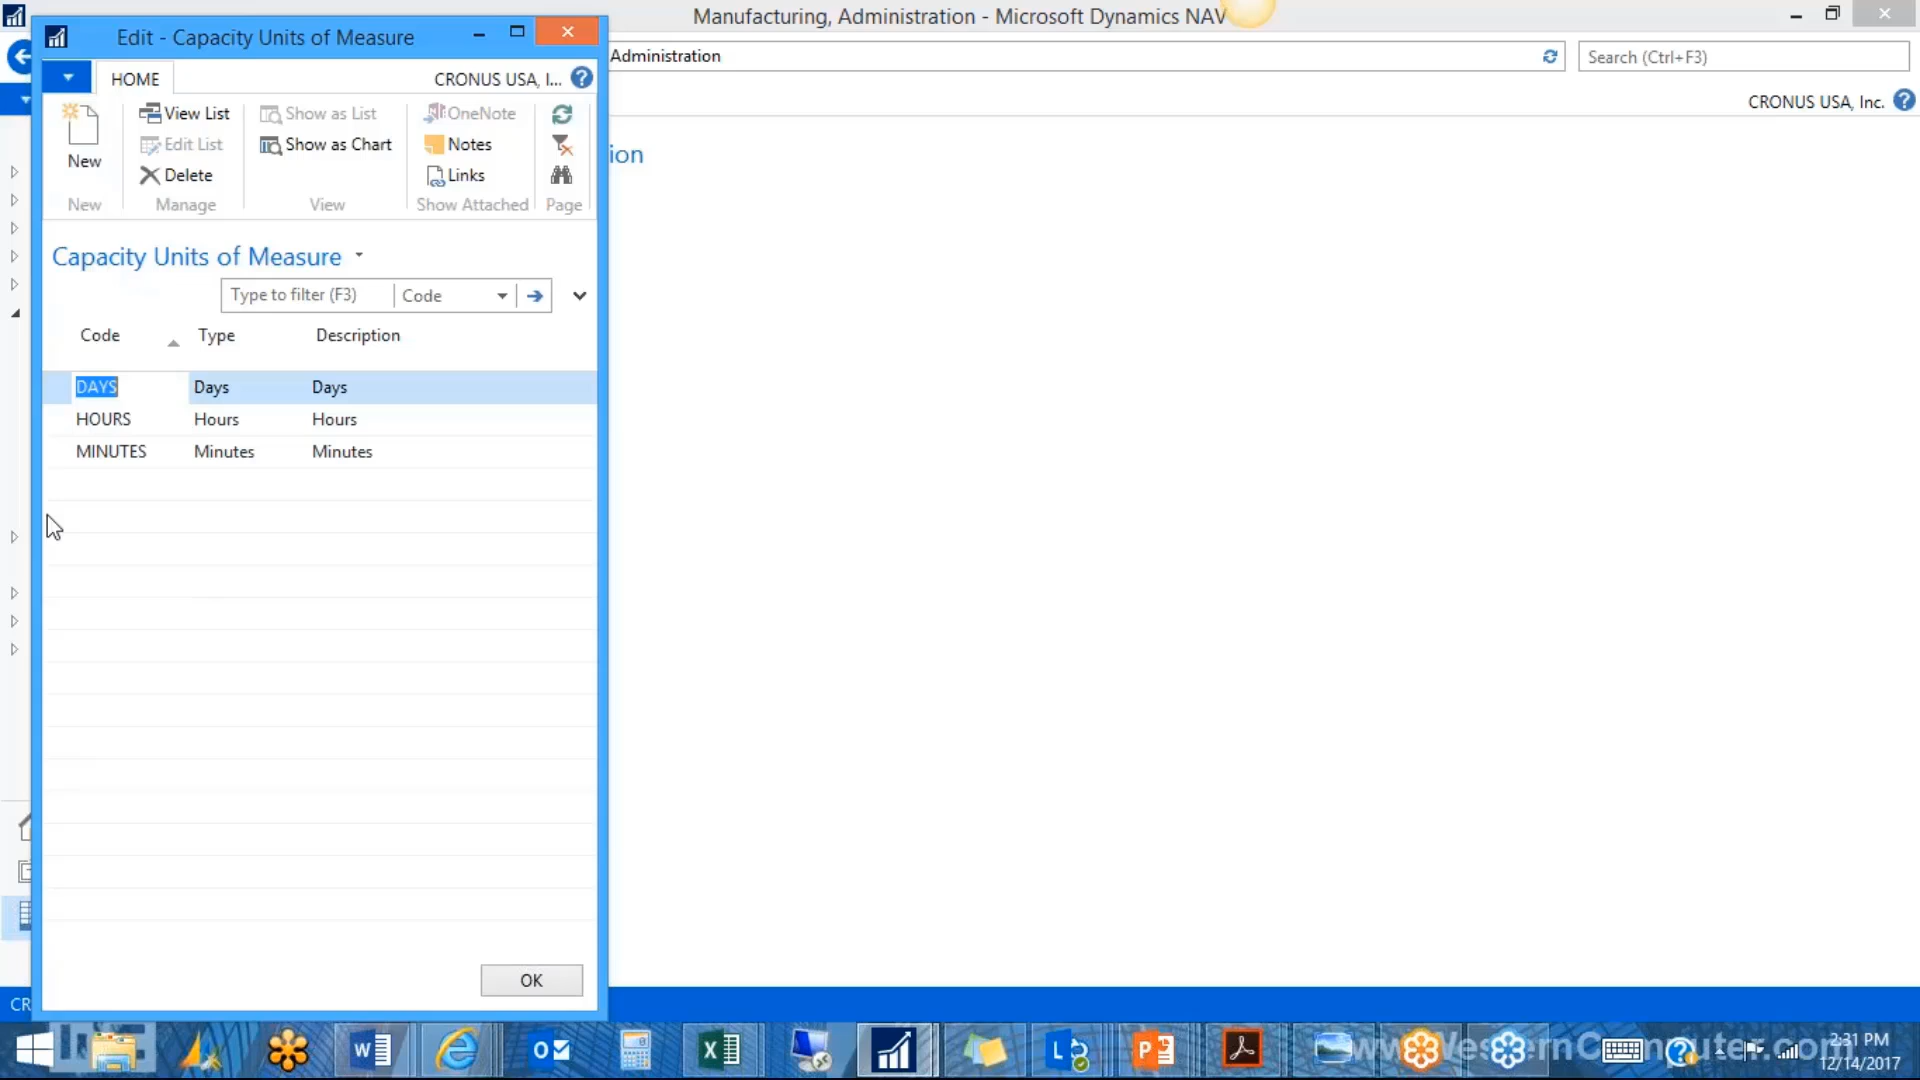 Manufacturing, Administration - Microsoft Dynamics NAV
Edit - Capacity Units of Measure
Administration
Search (Ctrl+F3)
HOME
CRONUS USA, I...
CRONUS USA, Inc.
New
View List
Edit List
Delete
Show as List
Show as Chart
OneNote
Notes
Links
New
Manage
View
Show Attached
Page
ion
Capacity Units of Measure
Type to filter (F3)
Code
Code
Type
Description
DAYS
Days
Days
HOURS
Hours
Hours
MINUTES
Minutes
Minutes
OK
CR
www.WesternComputer.com
2:31 PM
12/14/2017